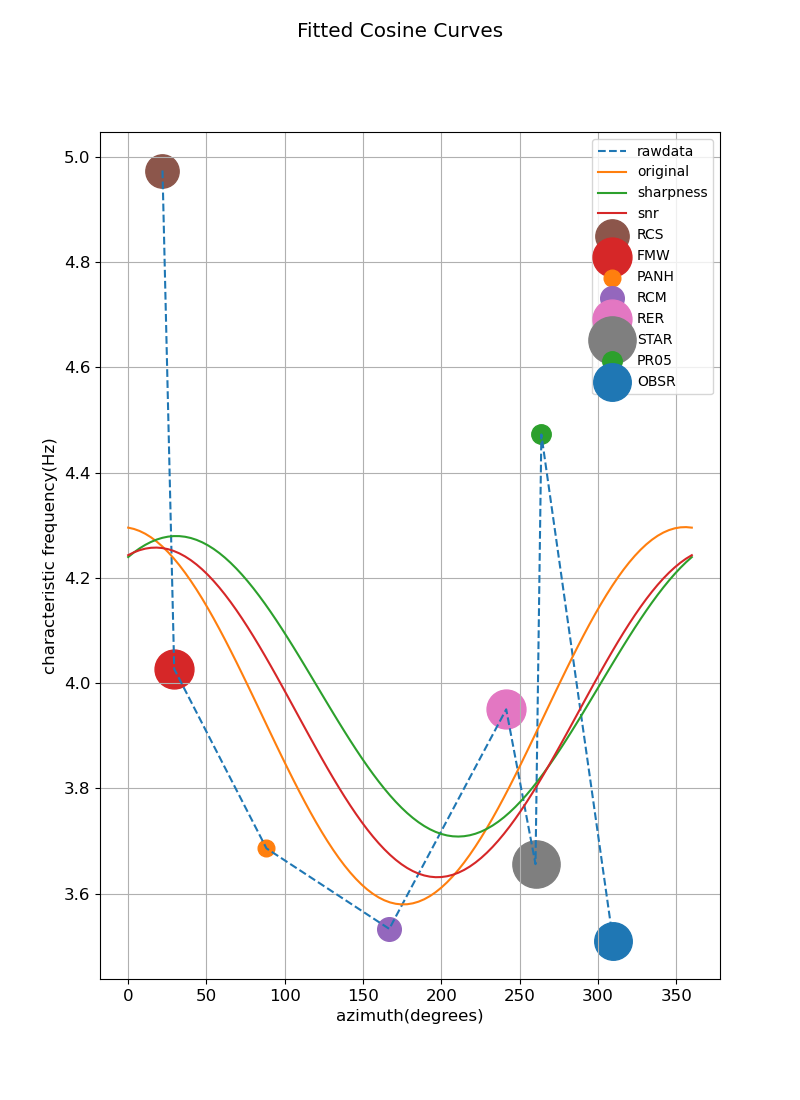 Fitted Cosine Curves
5.0
4.8
4.6
4.4
4.2
4.0
3.8
3.6
characteristic frequency(Hz)
rawdata
original
sharpness
snr
RCS
FMW
PANH
RCM
RER
STAR
PR05
OBSR
0 50 100 150 200 250 300 350
azimuth(degrees)